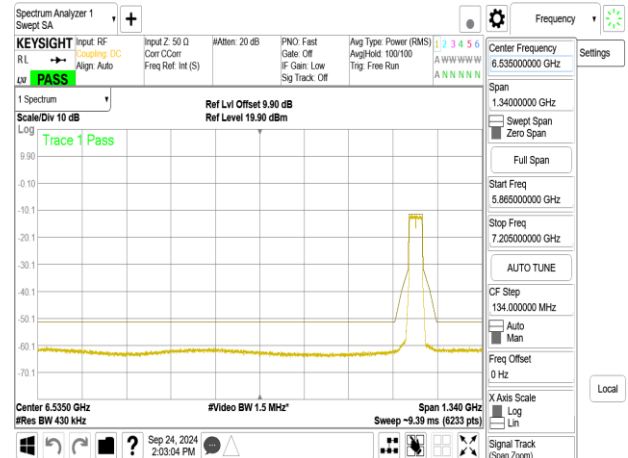 Spectrum Analyzer 1
Swept SA
+
Frequency
KEYSIGHT
RL
LXI
PASS
Input: RF
Coupling: DC
Align: Auto
Input Z: 50 Ω
Corr CCorr
Freq Ref: Int (S)
#Atten: 20 dB
PNO: Fast
Gate: Off
IF Gain: Low
Sig Track: Off
Avg Type: Power (RMS)
Avg|Hold: 100/100
Trig: Free Run
1 2 3 4 5 6
A W W W W W
A N N N N N
1 Spectrum
Scale/Div 10 dB
Ref Lvl Offset 9.90 dB
Ref Level 19.90 dBm
Log
Trace 1 Pass
9.90
-0.10
-10.1
-20.1
-30.1
-40.1
-50.1
-60.1
-70.1
Center 6.5350 GHz
#Res BW 430 kHz
#Video BW 1.5 MHz*
Span 1.340 GHz
Sweep ~9.39 ms (6233 pts)
?
Sep 24, 2024
2:03:04 PM
Center Frequency
6.535000000 GHz
Settings
Span
1.34000000 GHz
Swept Span
Zero Span
Full Span
Start Freq
5.865000000 GHz
Stop Freq
7.205000000 GHz
AUTO TUNE
CF Step
134.000000 MHz
Auto
Man
Freq Offset
0 Hz
Local
X Axis Scale
Log
Lin
Signal Track
(Span Zoom)